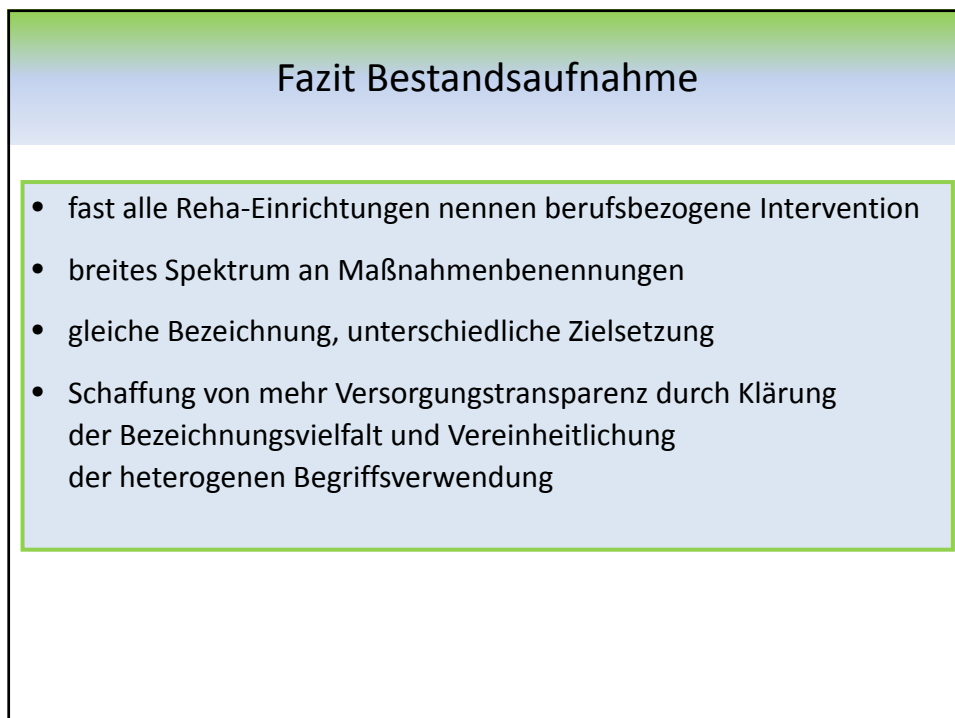 Fazit Bestandsaufnahme
• fast alle Reha-Einrichtungen nennen berufsbezogene Intervention
• breites Spektrum an Maßnahmenbenennungen
• gleiche Bezeichnung, unterschiedliche Zielsetzung
• Schaffung von mehr Versorgungstransparenz durch Klärung
der Bezeichnungsvielfalt und Vereinheitlichung
der heterogenen Begriffsverwendung